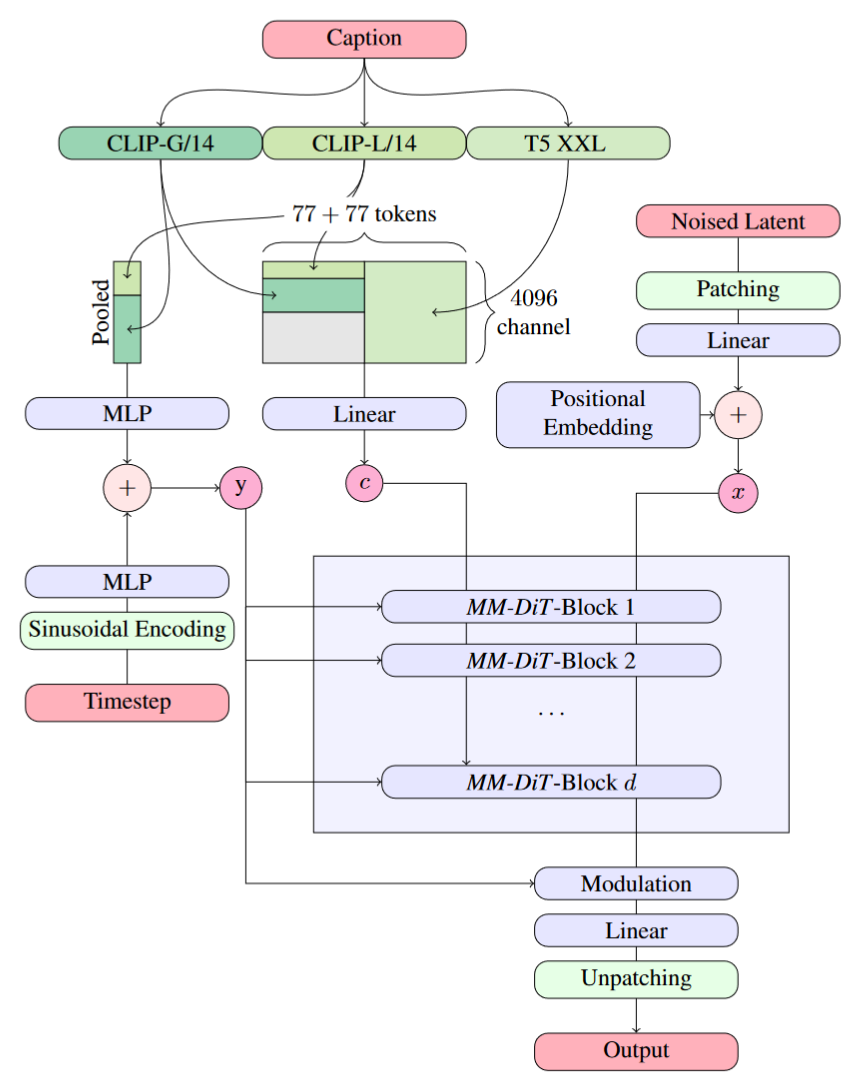 Caption
CLIP-G/14
CLIP-L/14
T5 XXL
77 + 77 tokens
Noised Latent
Patching
Linear
Pooled
4096
channel
MLP
Linear
Positional
Embedding
+
+
y
c
x
MLP
Sinusoidal Encoding
Timestep
MM-DiT-Block 1
MM-DiT-Block 2
. . .
MM-DiT-Block d
Modulation
Linear
Unpatching
Output